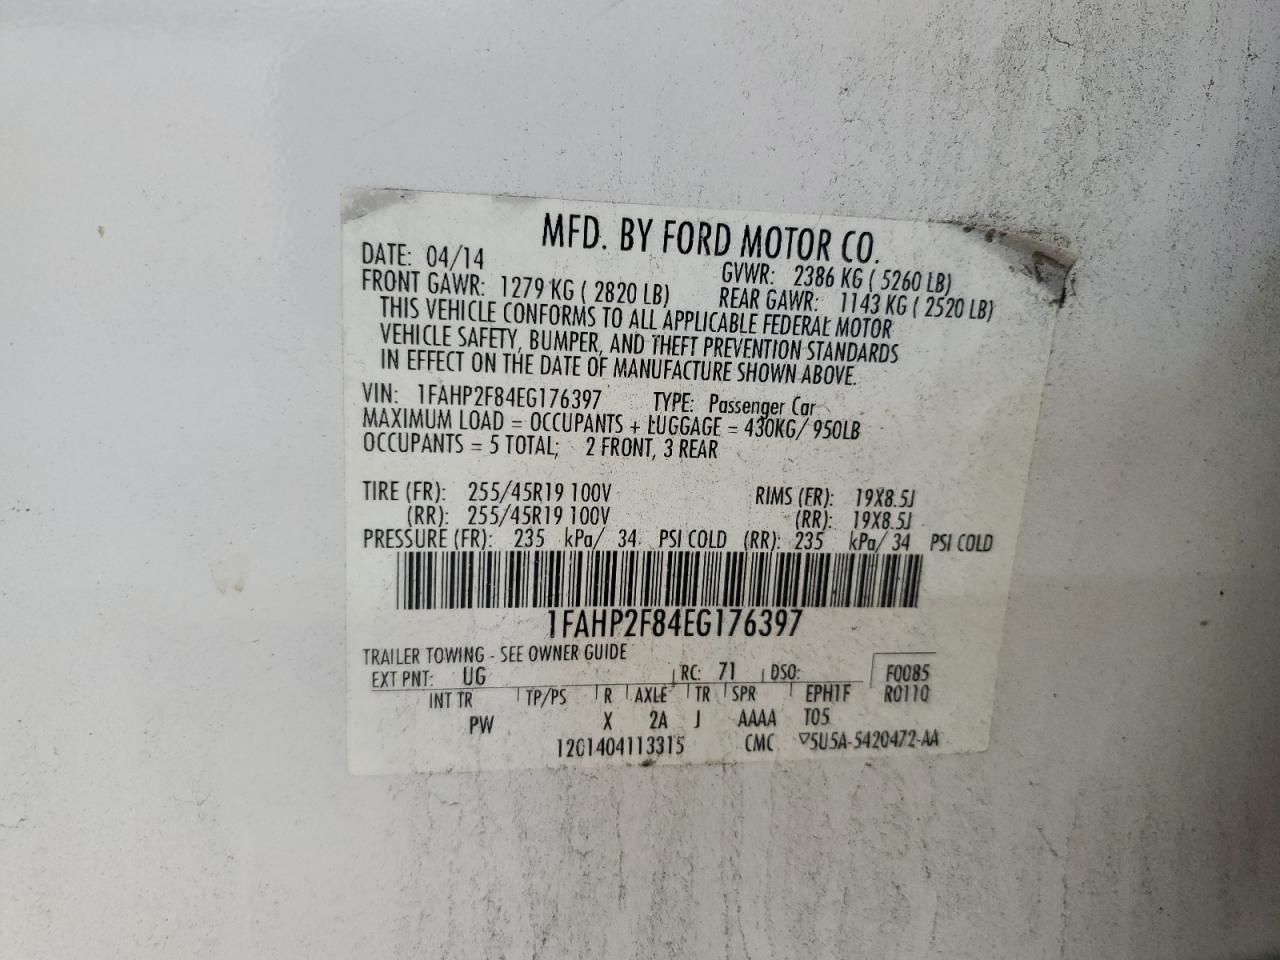 MFD. BY FORD MOTOR CO.
DATE: 04/14 GVWR: 2386 KG ( 5260 LB)
FRONT GAWR: 1279 KG ( 2820 LB) REAR GAWR: 1143 KG ( 2520 LB)
THIS VEHICLE CONFORMS TO ALL APPLICABLE FEDERAL MOTOR
VEHICLE SAFETY, BUMPER, AND THEFT PREVENTION STANDARDS
IN EFFECT ON THE DATE OF MANUFACTURE SHOWN ABOVE.
VIN: 1FAHP2F84EG176397 TYPE: Passenger Car
MAXIMUM LOAD = OCCUPANTS + LUGGAGE = 430KG/ 950LB
OCCUPANTS = 5 TOTAL; 2 FRONT, 3 REAR
TIRE (FR): 255/45R19 100V RIMS (FR): 19X8.5J
(RR): 255/45R19 100V (RR): 19X8.5J
PRESSURE (FR): 235 kPa/ 34 PSI COLD (RR): 235 kPa/ 34 PSI COLD
1FAHP2F84EG176397
TRAILER TOWING - SEE OWNER GUIDE
EXT PNT: UG RC: 71 DSO: F0085
INT TR TP/PS R AXLE TR SPR EPH1F R0110
PW X 2A J AAAA T05
1201404113315 CMC ▽5U5A-5420472-AA